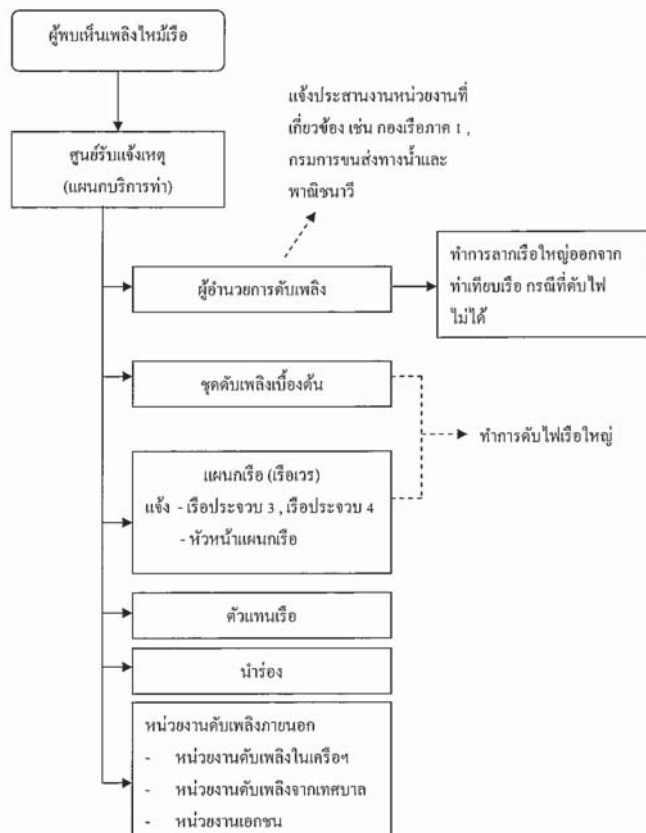 ผู้พบเห็นเพลิงไหม้เรือ
ศูนย์รับแจ้งเหตุ
(แผนกบริการท่า)
แจ้งประสานงานหน่วยงานที่
เกี่ยวข้อง เช่น กองเรือภาค 1 ,
กรมการขนส่งทางน้ำและ
พาณิชนาวี
ผู้อำนวยการดับเพลิง
ทำการลากเรือใหญ่ออกจาก
ท่าเทียบเรือ กรณีที่ดับไฟ
ไม่ได้
ชุดดับเพลิงเบื้องต้น
ทำการดับไฟเรือใหญ่
แผนกเรือ (เรือเวร)
แจ้ง - เรือประจวบ 3 , เรือประจวบ 4
- หัวหน้าแผนกเรือ
ตัวแทนเรือ
นำร่อง
หน่วยงานดับเพลิงภายนอก
- หน่วยงานดับเพลิงในเครือฯ
- หน่วยงานดับเพลิงจากเทศบาล
- หน่วยงานเอกชน